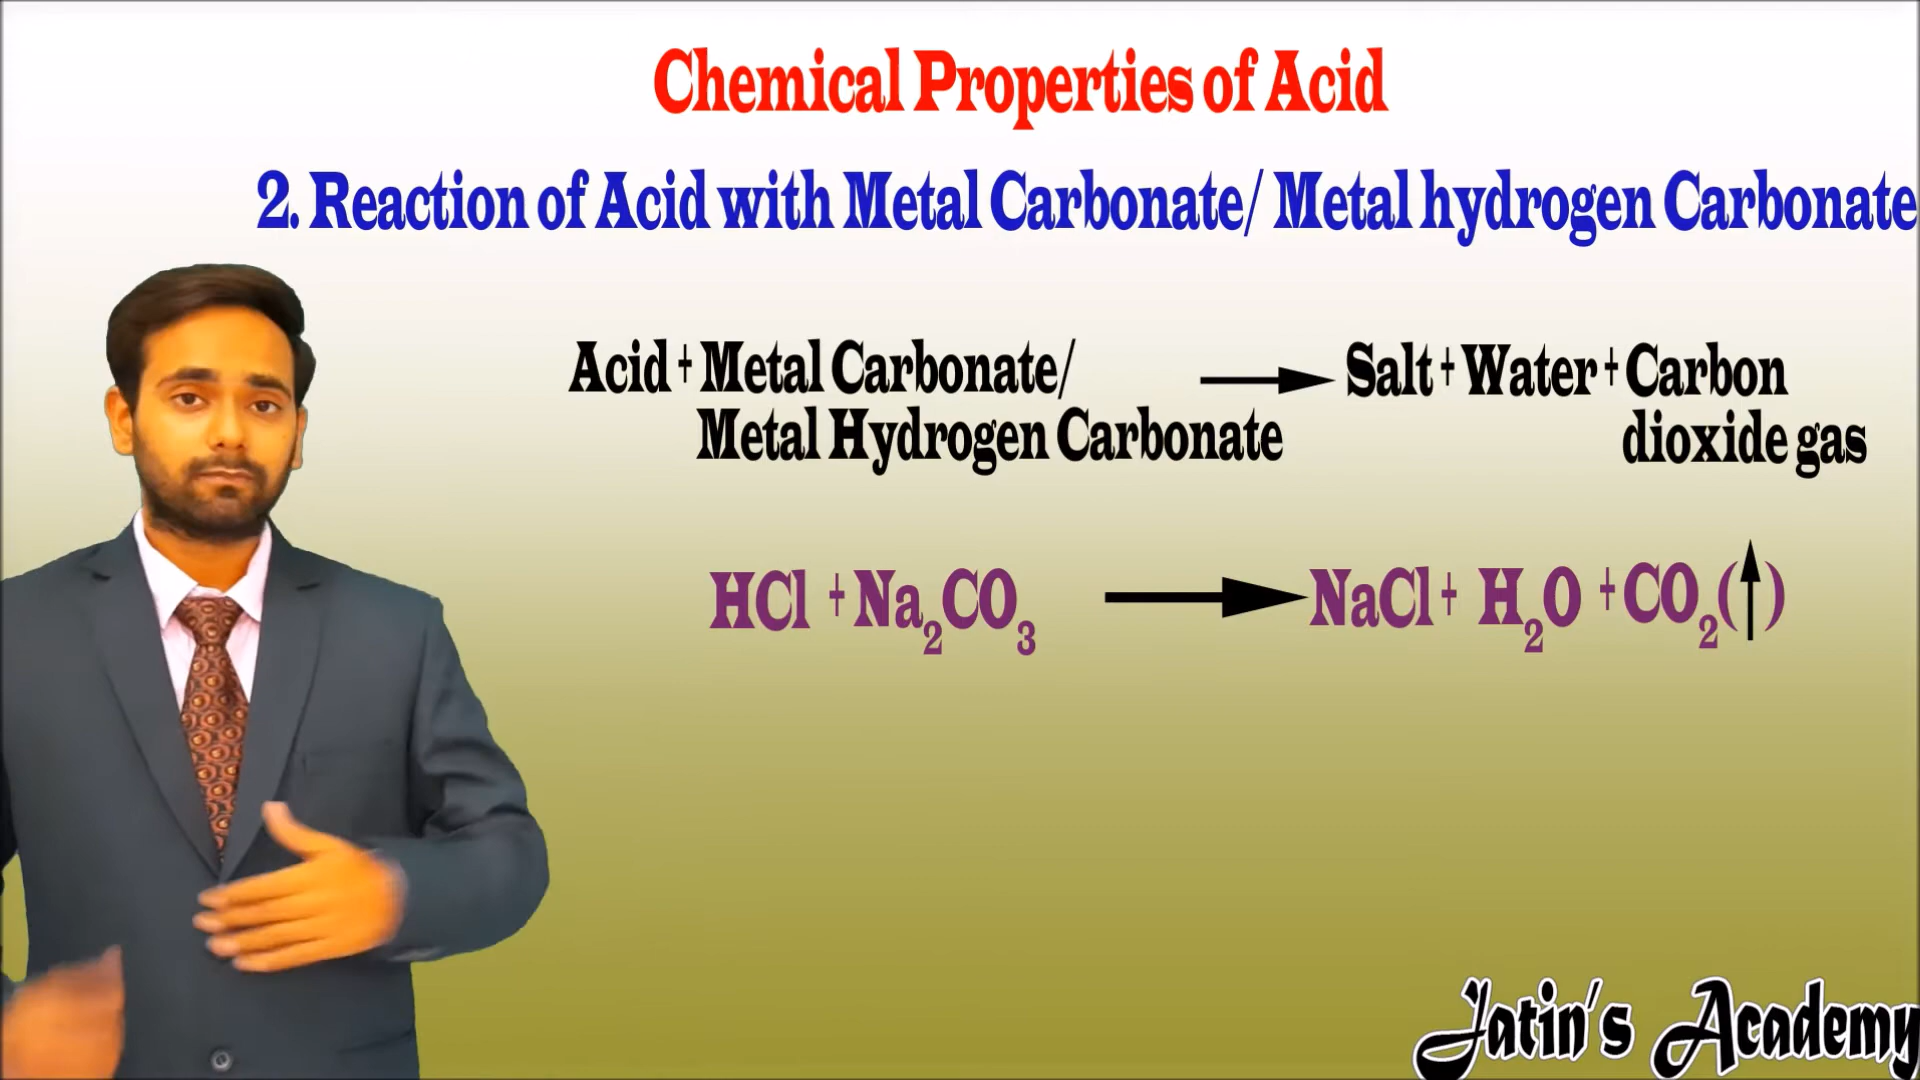 Chemical Properties of Acid
2. Reaction of Acid with Metal Carbonate/ Metal hydrogen Carbonate
Acid + Metal Carbonate/ → Salt + Water + Carbon
Metal Hydrogen Carbonate dioxide gas
HCl + Na₂CO₃ → NaCl + H₂O + CO₂(↑)
Jatin's Academy